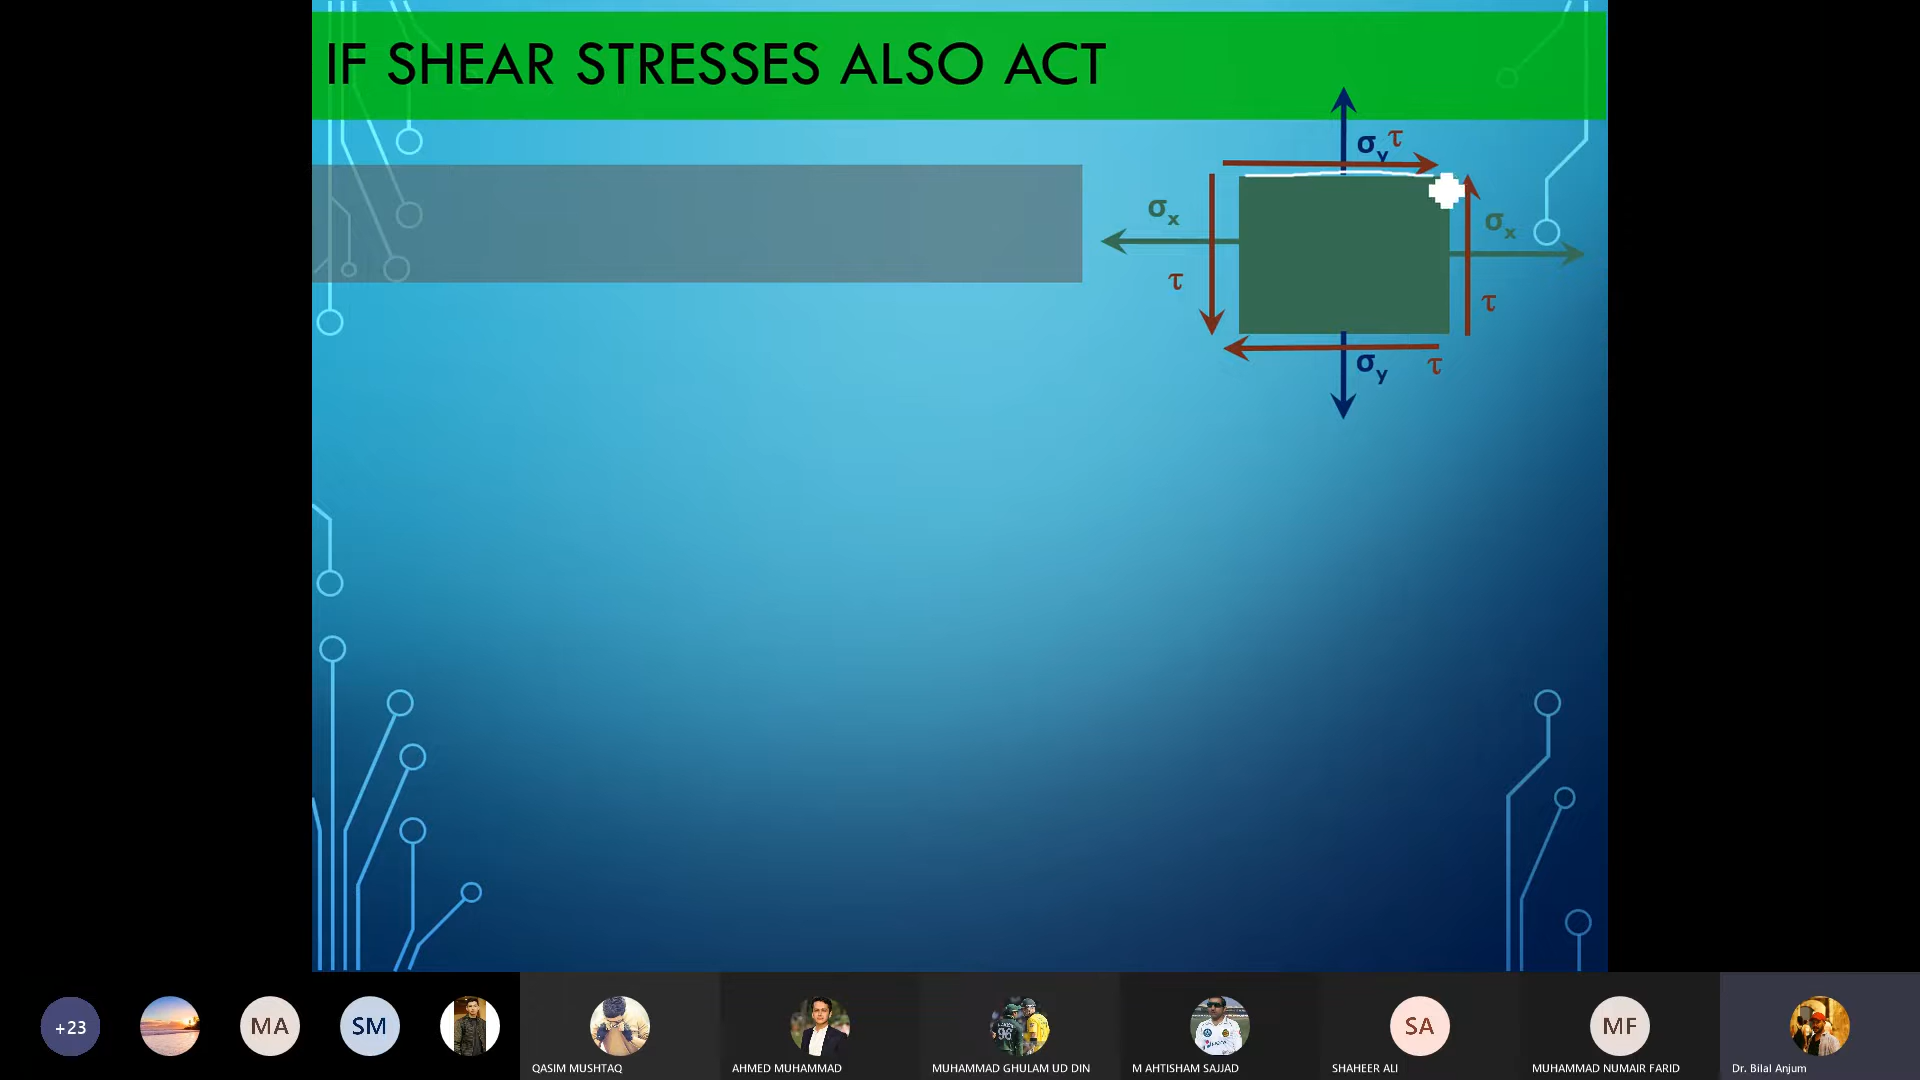 IF SHEAR STRESSES ALSO ACT
σy τ
σx
σx
τ
τ
σy
τ
+23
MA
SM
SA
MF
QASIM MUSHTAQ
AHMED MUHAMMAD
MUHAMMAD GHULAM UD DIN
M AHTISHAM SAJJAD
SHAHEER ALI
MUHAMMAD NUMAIR FARID
Dr. Bilal Anjum